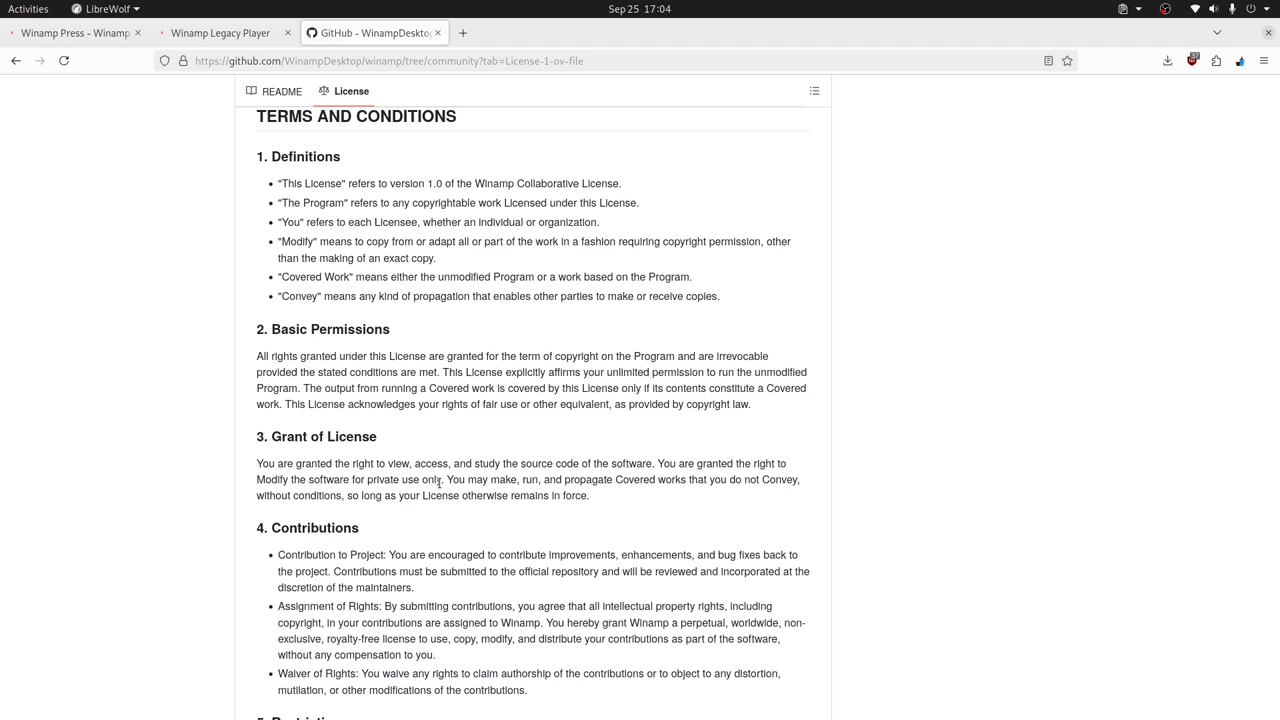 Activities LibreWolf Sep 25 17:04
Winamp Press - Winamp Winamp Legacy Player GitHub - WinampDeskto
https://github.com/WinampDesktop/winamp/tree/community?tab=License-1-ov-file 37
README License
TERMS AND CONDITIONS
1. Definitions
• "This License" refers to version 1.0 of the Winamp Collaborative License.
• "The Program" refers to any copyrightable work Licensed under this License.
• "You" refers to each Licensee, whether an individual or organization.
• "Modify" means to copy from or adapt all or part of the work in a fashion requiring copyright permission, other
than the making of an exact copy.
• "Covered Work" means either the unmodified Program or a work based on the Program.
• "Convey" means any kind of propagation that enables other parties to make or receive copies.
2. Basic Permissions
All rights granted under this License are granted for the term of copyright on the Program and are irrevocable
provided the stated conditions are met. This License explicitly affirms your unlimited permission to run the unmodified
Program. The output from running a Covered work is covered by this License only if its contents constitute a Covered
work. This License acknowledges your rights of fair use or other equivalent, as provided by copyright law.
3. Grant of License
You are granted the right to view, access, and study the source code of the software. You are granted the right to
Modify the software for private use only. You may make, run, and propagate Covered works that you do not Convey,
without conditions, so long as your License otherwise remains in force.
4. Contributions
• Contribution to Project: You are encouraged to contribute improvements, enhancements, and bug fixes back to
the project. Contributions must be submitted to the official repository and will be reviewed and incorporated at the
discretion of the maintainers.
• Assignment of Rights: By submitting contributions, you agree that all intellectual property rights, including
copyright, in your contributions are assigned to Winamp. You hereby grant Winamp a perpetual, worldwide, non-
exclusive, royalty-free license to use, copy, modify, and distribute your contributions as part of the software,
without any compensation to you.
• Waiver of Rights: You waive any rights to claim authorship of the contributions or to object to any distortion,
mutilation, or other modifications of the contributions.